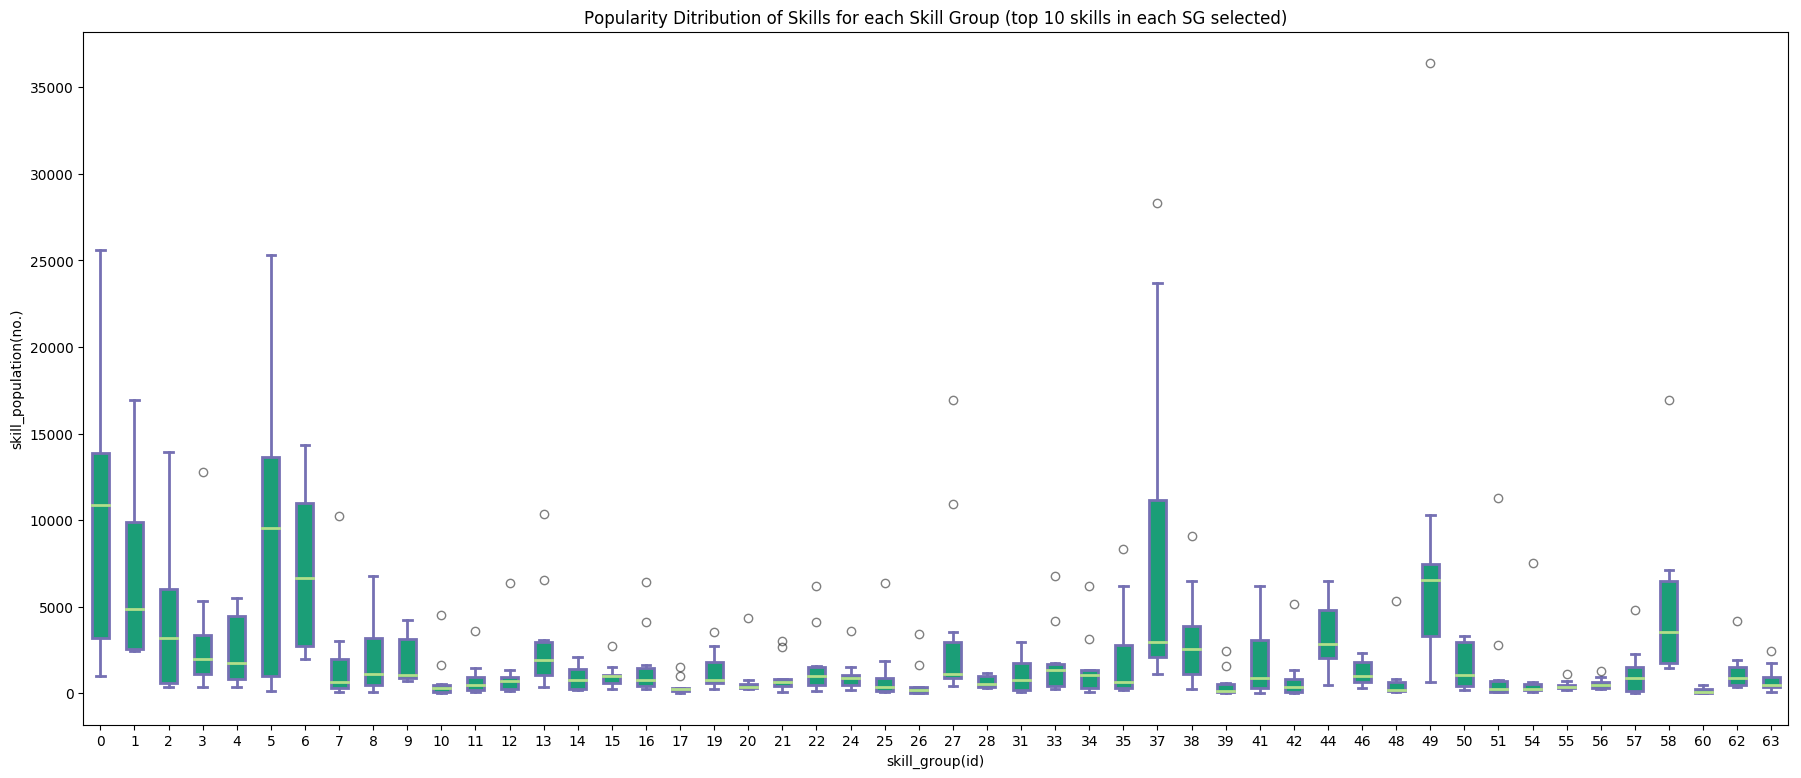 Popularity Ditribution of Skills for each Skill Group (top 10 skills in each SG selected)
35000
30000
25000
20000
15000
10000
5000
0
skill_population(no.)
0 1 2 3 4 5 6 7 8 9 10 11 12 13 14 15 16 17 19 20 21 22 24 25 26 27 28 31 33 34 35 37 38 39 41 42 44 46 48 49 50 51 54 55 56 57 58 60 62 63
skill_group(id)